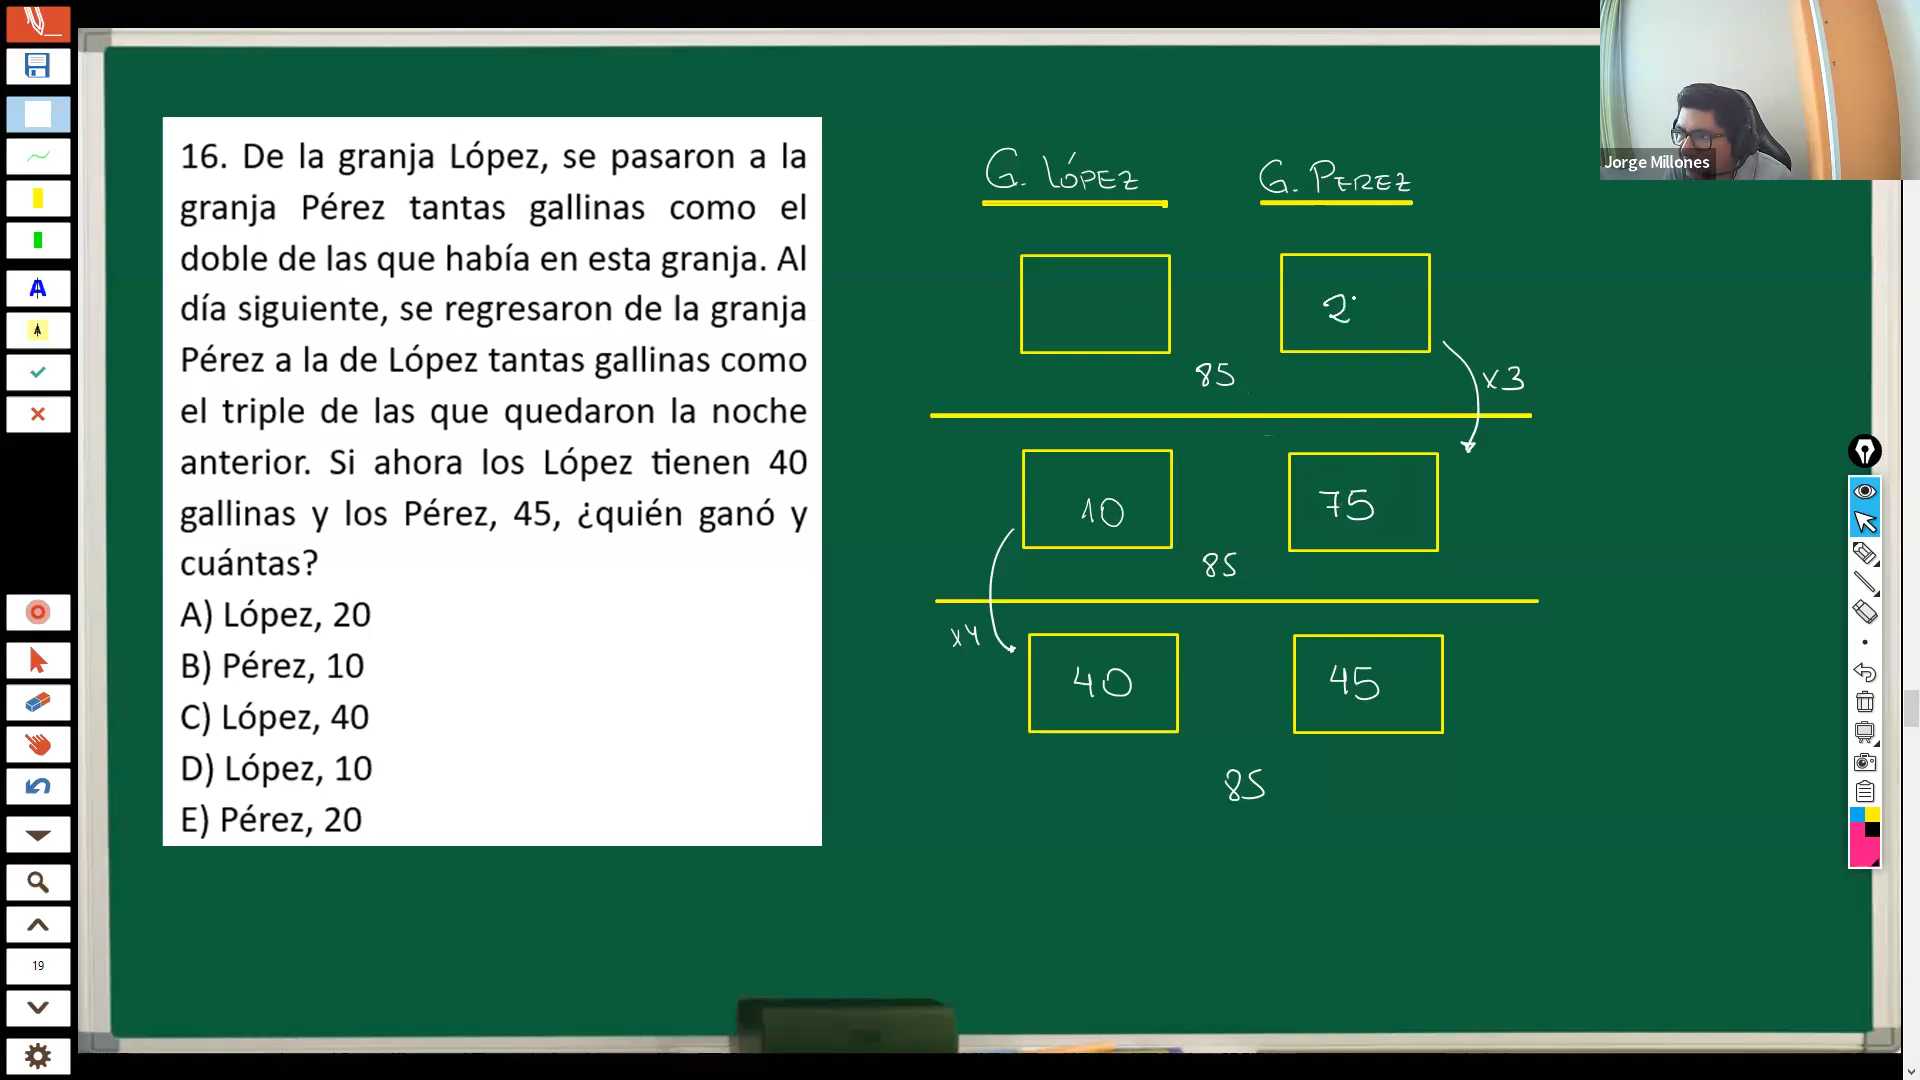 16. De la granja López, se pasaron a la
granja Pérez tantas gallinas como el
doble de las que había en esta granja. Al
día siguiente, se regresaron de la granja
Pérez a la de López tantas gallinas como
el triple de las que quedaron la noche
anterior. Si ahora los López tienen 40
gallinas y los Pérez, 45, ¿quién ganó y
cuántas?
A) López, 20
B) Pérez, 10
C) López, 40
D) López, 10
E) Pérez, 20
G. LÓPEZ
G. PEREZ
2
85
x3
10
75
85
x4
40
45
85
Jorge Millones
A
19